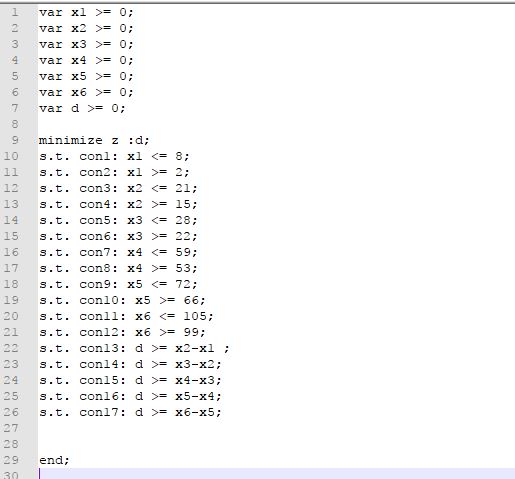 1 var x1 >= 0;
2 var x2 >= 0;
3 var x3 >= 0;
4 var x4 >= 0;
5 var x5 >= 0;
6 var x6 >= 0;
7 var d >= 0;
8
9 minimize z :d;
10 s.t. con1: x1 <= 8;
11 s.t. con2: x1 >= 2;
12 s.t. con3: x2 <= 21;
13 s.t. con4: x2 >= 15;
14 s.t. con5: x3 <= 28;
15 s.t. con6: x3 >= 22;
16 s.t. con7: x4 <= 59;
17 s.t. con8: x4 >= 53;
18 s.t. con9: x5 <= 72;
19 s.t. con10: x5 >= 66;
20 s.t. con11: x6 <= 105;
21 s.t. con12: x6 >= 99;
22 s.t. con13: d >= x2-x1 ;
23 s.t. con14: d >= x3-x2;
24 s.t. con15: d >= x4-x3;
25 s.t. con16: d >= x5-x4;
26 s.t. con17: d >= x6-x5;
27
28
29 end;
30